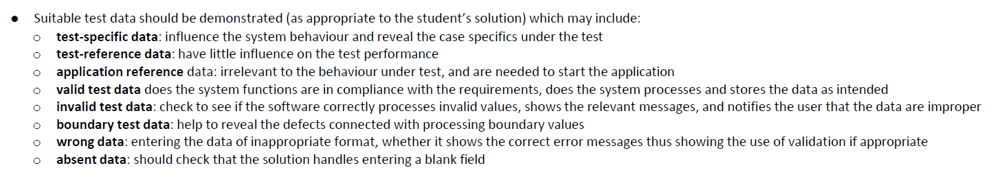 ● Suitable test data should be demonstrated (as appropriate to the student’s solution) which may include:
○ test-specific data: influence the system behaviour and reveal the case specifics under the test
○ test-reference data: have little influence on the test performance
○ application reference data: irrelevant to the behaviour under test, and are needed to start the application
○ valid test data does the system functions are in compliance with the requirements, does the system processes and stores the data as intended
○ invalid test data: check to see if the software correctly processes invalid values, shows the relevant messages, and notifies the user that the data are improper
○ boundary test data: help to reveal the defects connected with processing boundary values
○ wrong data: entering the data of inappropriate format, whether it shows the correct error messages thus showing the use of validation if appropriate
○ absent data: should check that the solution handles entering a blank field